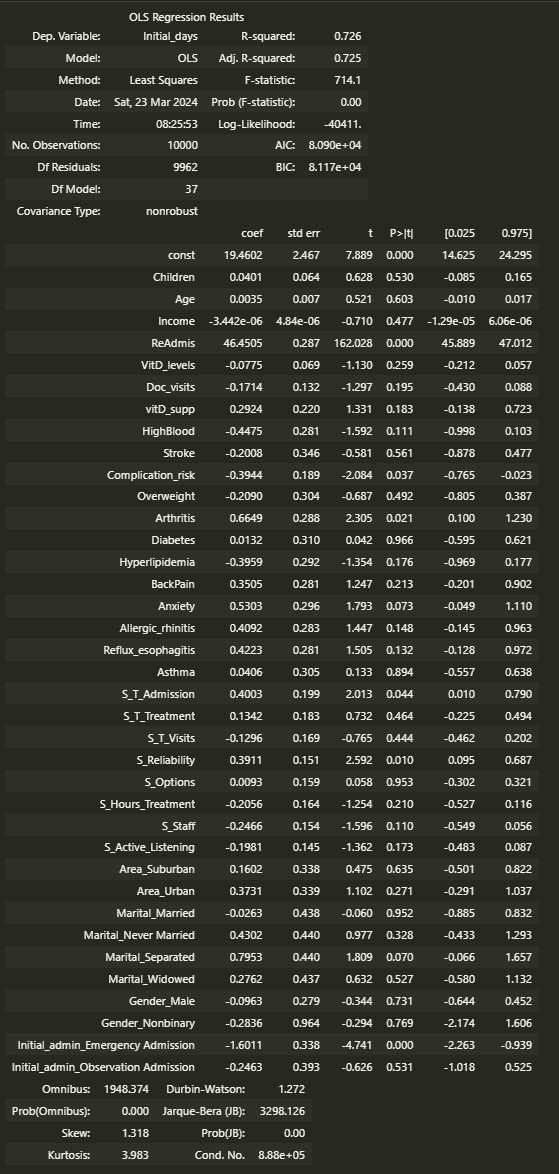 OLS Regression Results
Dep. Variable: Initial_days R-squared: 0.726
Model: OLS Adj. R-squared: 0.725
Method: Least Squares F-statistic: 714.1
Date: Sat, 23 Mar 2024 Prob (F-statistic): 0.00
Time: 08:25:53 Log-Likelihood: -40411.
No. Observations: 10000 AIC: 8.090e+04
Df Residuals: 9962 BIC: 8.117e+04
Df Model: 37
Covariance Type: nonrobust
coef std err t P>|t| [0.025 0.975]
const 19.4602 2.467 7.889 0.000 14.625 24.295
Children 0.0401 0.064 0.628 0.530 -0.085 0.165
Age 0.0035 0.007 0.521 0.603 -0.010 0.017
Income -3.442e-06 4.84e-06 -0.710 0.477 -1.29e-05 6.06e-06
ReAdmis 46.4505 0.287 162.028 0.000 45.889 47.012
VitD_levels -0.0775 0.069 -1.130 0.259 -0.212 0.057
Doc_visits -0.1714 0.132 -1.297 0.195 -0.430 0.088
vitD_supp 0.2924 0.220 1.331 0.183 -0.138 0.723
HighBlood -0.4475 0.281 -1.592 0.111 -0.998 0.103
Stroke -0.2008 0.346 -0.581 0.561 -0.878 0.477
Complication_risk -0.3944 0.189 -2.084 0.037 -0.765 -0.023
Overweight -0.2090 0.304 -0.687 0.492 -0.805 0.387
Arthritis 0.6649 0.288 2.305 0.021 0.100 1.230
Diabetes 0.0132 0.310 0.042 0.966 -0.595 0.621
Hyperlipidemia -0.3959 0.292 -1.354 0.176 -0.969 0.177
BackPain 0.3505 0.281 1.247 0.213 -0.201 0.902
Anxiety 0.5303 0.296 1.793 0.073 -0.049 1.110
Allergic_rhinitis 0.4092 0.283 1.447 0.148 -0.145 0.963
Reflux_esophagitis 0.4223 0.281 1.505 0.132 -0.128 0.972
Asthma 0.0406 0.305 0.133 0.894 -0.557 0.638
S_T_Admission 0.4003 0.199 2.013 0.044 0.010 0.790
S_T_Treatment 0.1342 0.183 0.732 0.464 -0.225 0.494
S_T_Visits -0.1296 0.169 -0.765 0.444 -0.462 0.202
S_Reliability 0.3911 0.151 2.592 0.010 0.095 0.687
S_Options 0.0093 0.159 0.058 0.953 -0.302 0.321
S_Hours_Treatment -0.2056 0.164 -1.254 0.210 -0.527 0.116
S_Staff -0.2466 0.154 -1.596 0.110 -0.549 0.056
S_Active_Listening -0.1981 0.145 -1.362 0.173 -0.483 0.087
Area_Suburban 0.1602 0.338 0.475 0.635 -0.501 0.822
Area_Urban 0.3731 0.339 1.102 0.271 -0.291 1.037
Marital_Married -0.0263 0.438 -0.060 0.952 -0.885 0.832
Marital_Never Married 0.4302 0.440 0.977 0.328 -0.433 1.293
Marital_Separated 0.7953 0.440 1.809 0.070 -0.066 1.657
Marital_Widowed 0.2762 0.437 0.632 0.527 -0.580 1.132
Gender_Male -0.0963 0.279 -0.344 0.731 -0.644 0.452
Gender_Nonbinary -0.2836 0.964 -0.294 0.769 -2.174 1.606
Initial_admin_Emergency Admission -1.6011 0.338 -4.741 0.000 -2.263 -0.939
Initial_admin_Observation Admission -0.2463 0.393 -0.626 0.531 -1.018 0.525
Omnibus: 1948.374 Durbin-Watson: 1.272
Prob(Omnibus): 0.000 Jarque-Bera (JB): 3298.126
Skew: 1.318 Prob(JB): 0.00
Kurtosis: 3.983 Cond. No. 8.88e+05